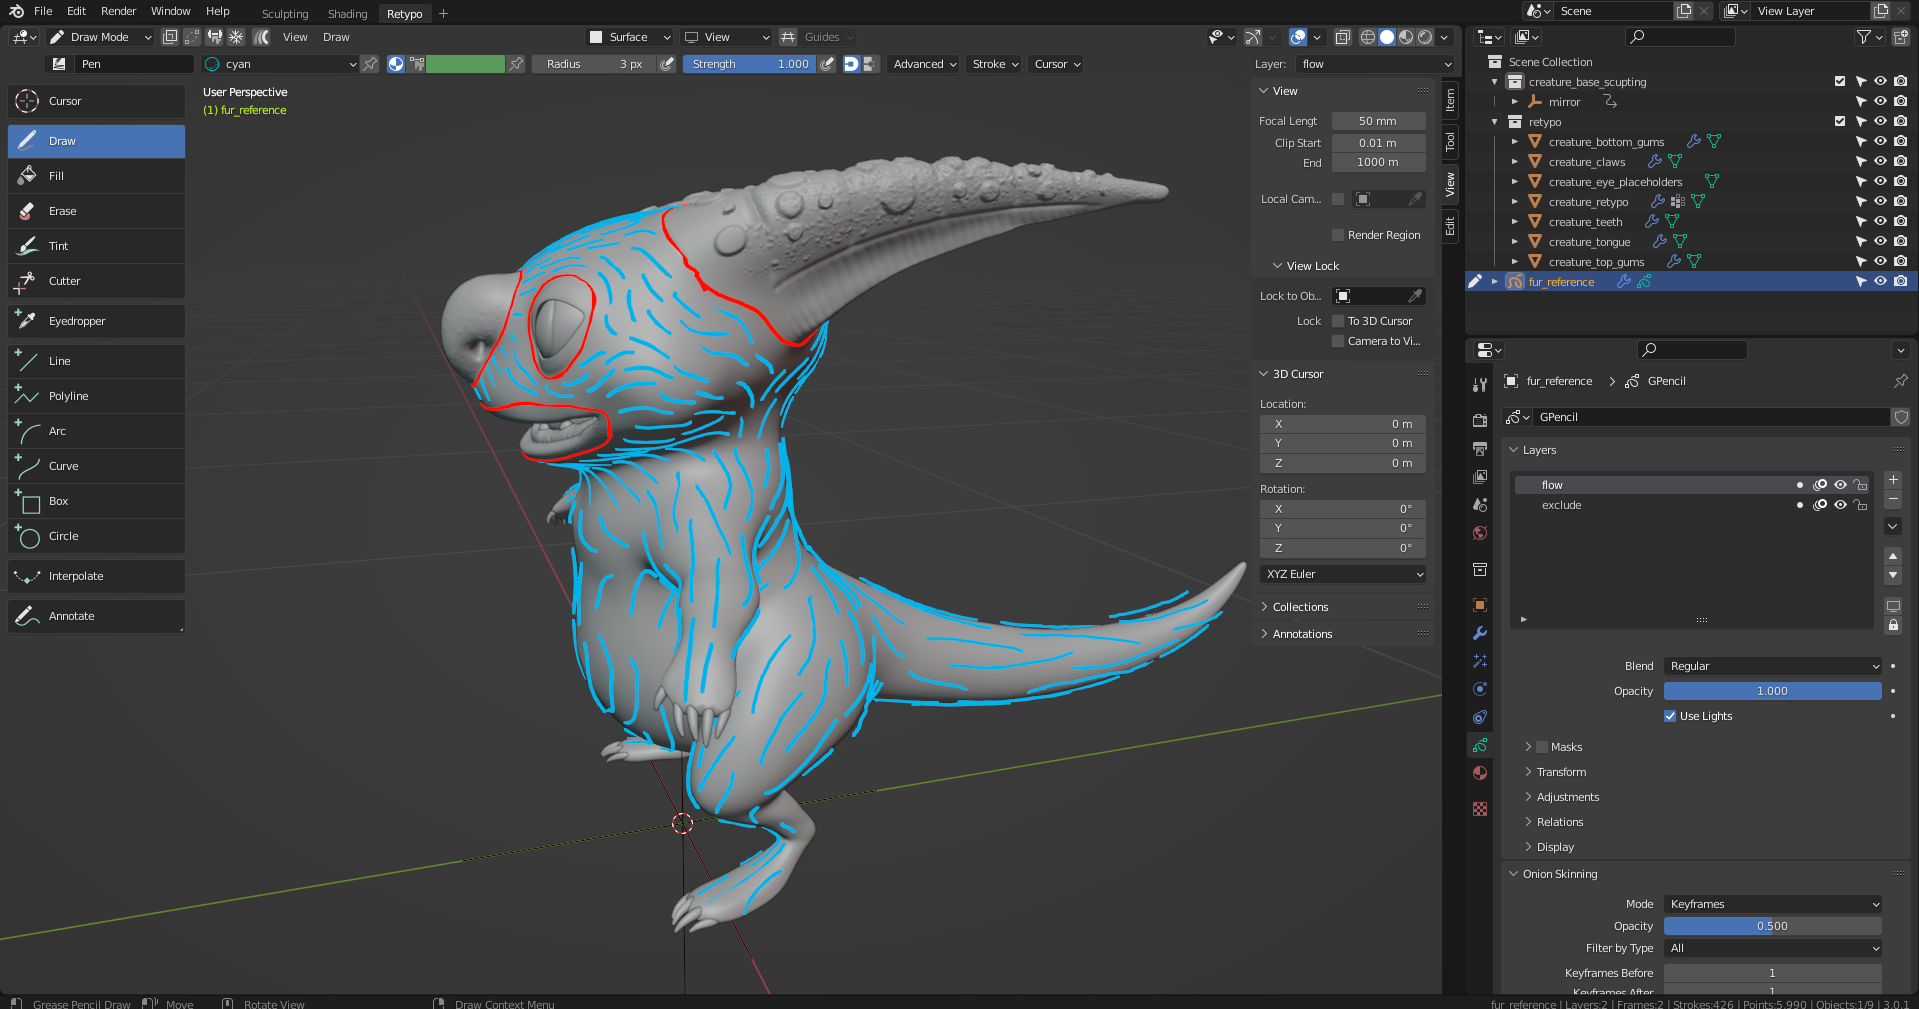 File Edit Render Window Help Sculpting Shading Retypo +
Scene View Layer
Draw Mode View Draw Surface View Guides
Pen cyan Radius 3 px Strength 1.000 Advanced Stroke Cursor Layer: flow
User Perspective
(1) fur_reference
Cursor
Draw
Fill
Erase
Tint
Cutter
Eyedropper
Line
Polyline
Arc
Curve
Box
Circle
Interpolate
Annotate
View
Focal Lengt 50 mm
Clip Start 0.01 m
End 1000 m
Local Cam...
Render Region
View Lock
Lock to Ob...
Lock To 3D Cursor
Camera to Vi...
3D Cursor
Location:
X 0 m
Y 0 m
Z 0 m
Rotation:
X 0°
Y 0°
Z 0°
XYZ Euler
Collections
Annotations
Item
Tool
View
Edit
Scene Collection
creature_base_scupting
mirror
retypo
creature_bottom_gums
creature_claws
creature_eye_placeholders
creature_retypo
creature_teeth
creature_tongue
creature_top_gums
fur_reference
fur_reference GPencil
GPencil
Layers
flow
exclude
Blend Regular
Opacity 1.000
Use Lights
Masks
Transform
Adjustments
Relations
Display
Onion Skinning
Mode Keyframes
Opacity 0.500
Filter by Type All
Keyframes Before 1
Keyframes After 1
Grease Pencil Draw Move Rotate View Draw Context Menu
fur_reference | Layers:2 | Frames:2 | Strokes:426 | Points:5,990 | Objects:1/9 | 3.0.1